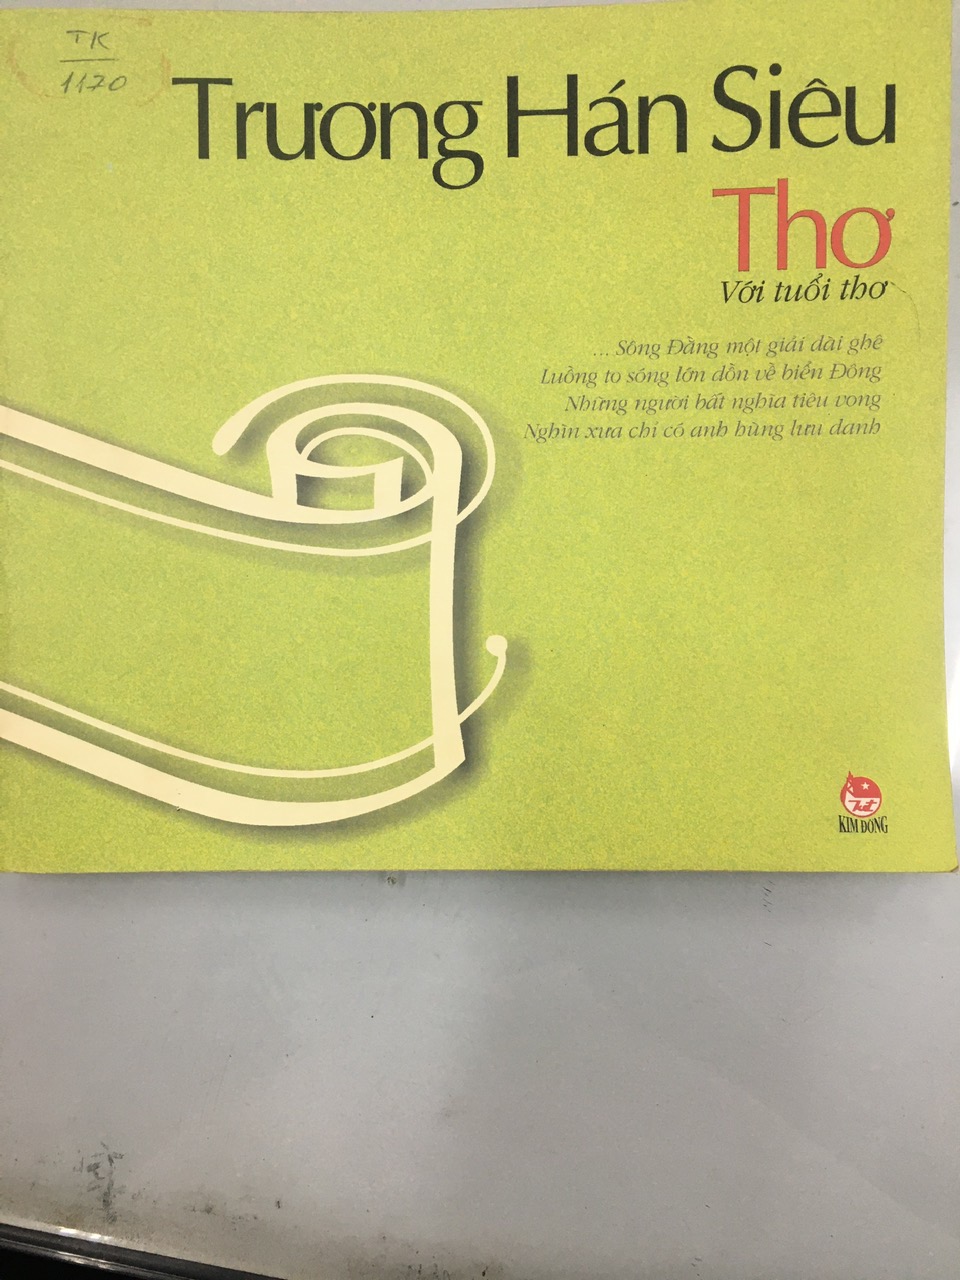 TK
1170
Trương Hán Siêu
Thơ
Với tuổi thơ
... Sông Đằng một giải dài ghê
Luồng to sóng lớn dồn về biển Đông
Những người bất nghĩa tiêu vong
Nghìn xưa chỉ có anh hùng lưu danh
KIM ĐỒNG